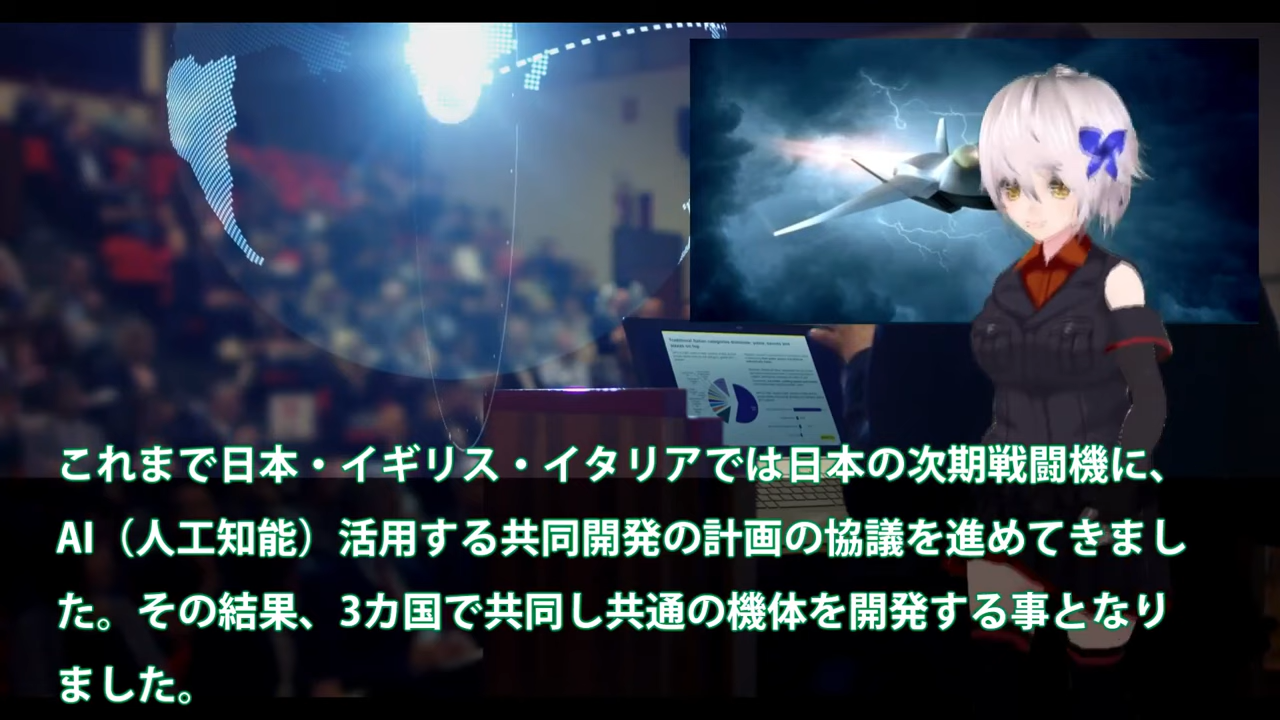 これまで日本・イギリス・イタリアでは日本の次期戦闘機に、
AI（人工知能）活用する共同開発の計画の協議を進めてきまし
た。その結果、3カ国で共同し共通の機体を開発する事となり
ました。